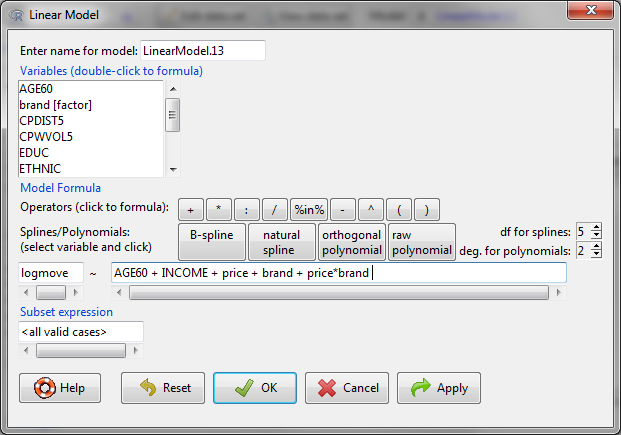 Linear Model
Enter name for model: LinearModel.13
Variables (double-click to formula)
AGE60
brand [factor]
CPDIST5
CPWVOL5
EDUC
ETHNIC
Model Formula
Operators (click to formula): + * : / %in% - ^ ( )
Splines/Polynomials:
(select variable and click)
B-spline
natural
spline
orthogonal
polynomial
raw
polynomial
df for splines: 5
deg. for polynomials: 2
logmove ~ AGE60 + INCOME + price + brand + price*brand
Subset expression
<all valid cases>
Help Reset OK Cancel Apply